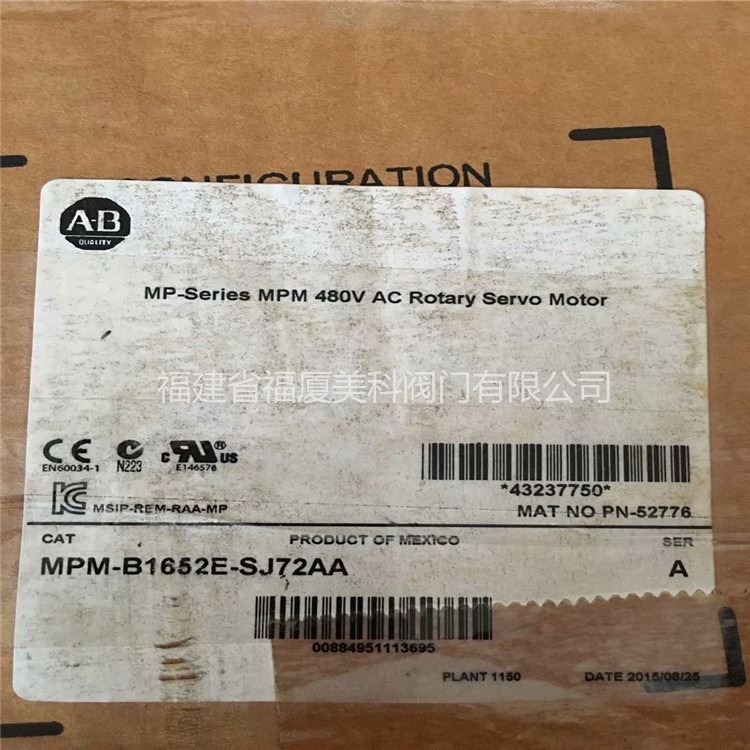 CONFIGURATION
A-B
QUALITY
MP-Series MPM 480V AC Rotary Servo Motor
福建省福厦美科阀门有限公司
CE
EN60034-1
N223
c RU US
E146578
*43237750*
MSIP-REM-RAA-MP
MAT NO PN-52776
CAT
PRODUCT OF MEXICO
SER
MPM-B1652E-SJ72AA
A
00884951113695
PLANT 1150
DATE 2015/08/25